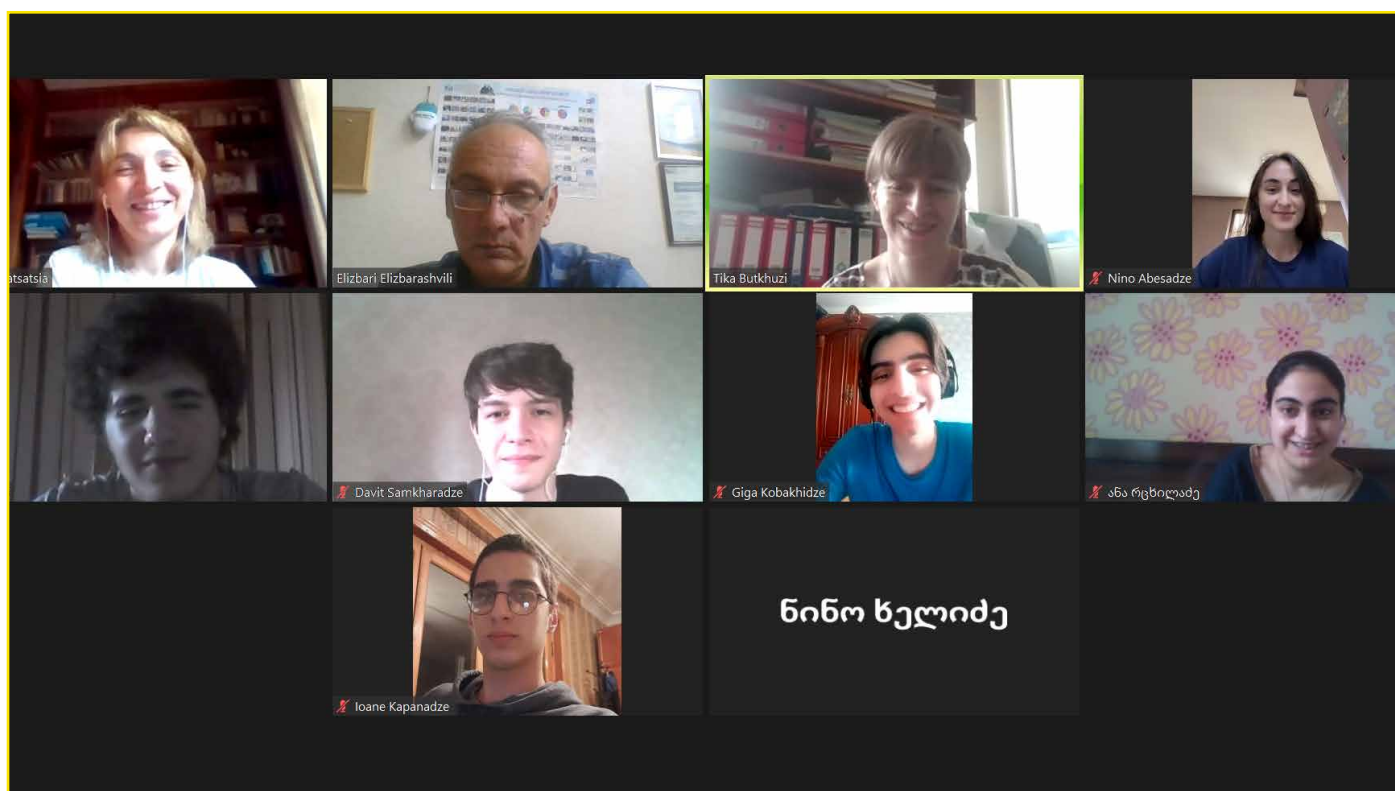 atsatsia
Elizbari Elizbarashvili
Tika Butkhuzi
Nino Abesadze
Davit Samkharadze
Giga Kobakhidze
ანა რცხილაძე
Ioane Kapanadze
ნინო ხელიძე